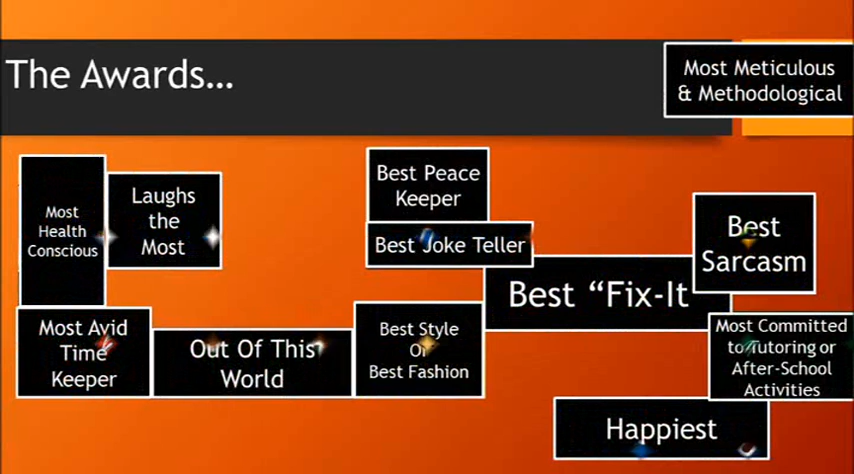 The Awards…
Most Meticulous
& Methodological
Most
Health
Conscious
Laughs
the
Most
Best Peace
Keeper
Best Joke Teller
Best “Fix-It
Best
Sarcasm
Most Avid
Time
Keeper
Out Of This
World
Best Style
Or
Best Fashion
Most Committed
to Tutoring or
After-School
Activities
Happiest